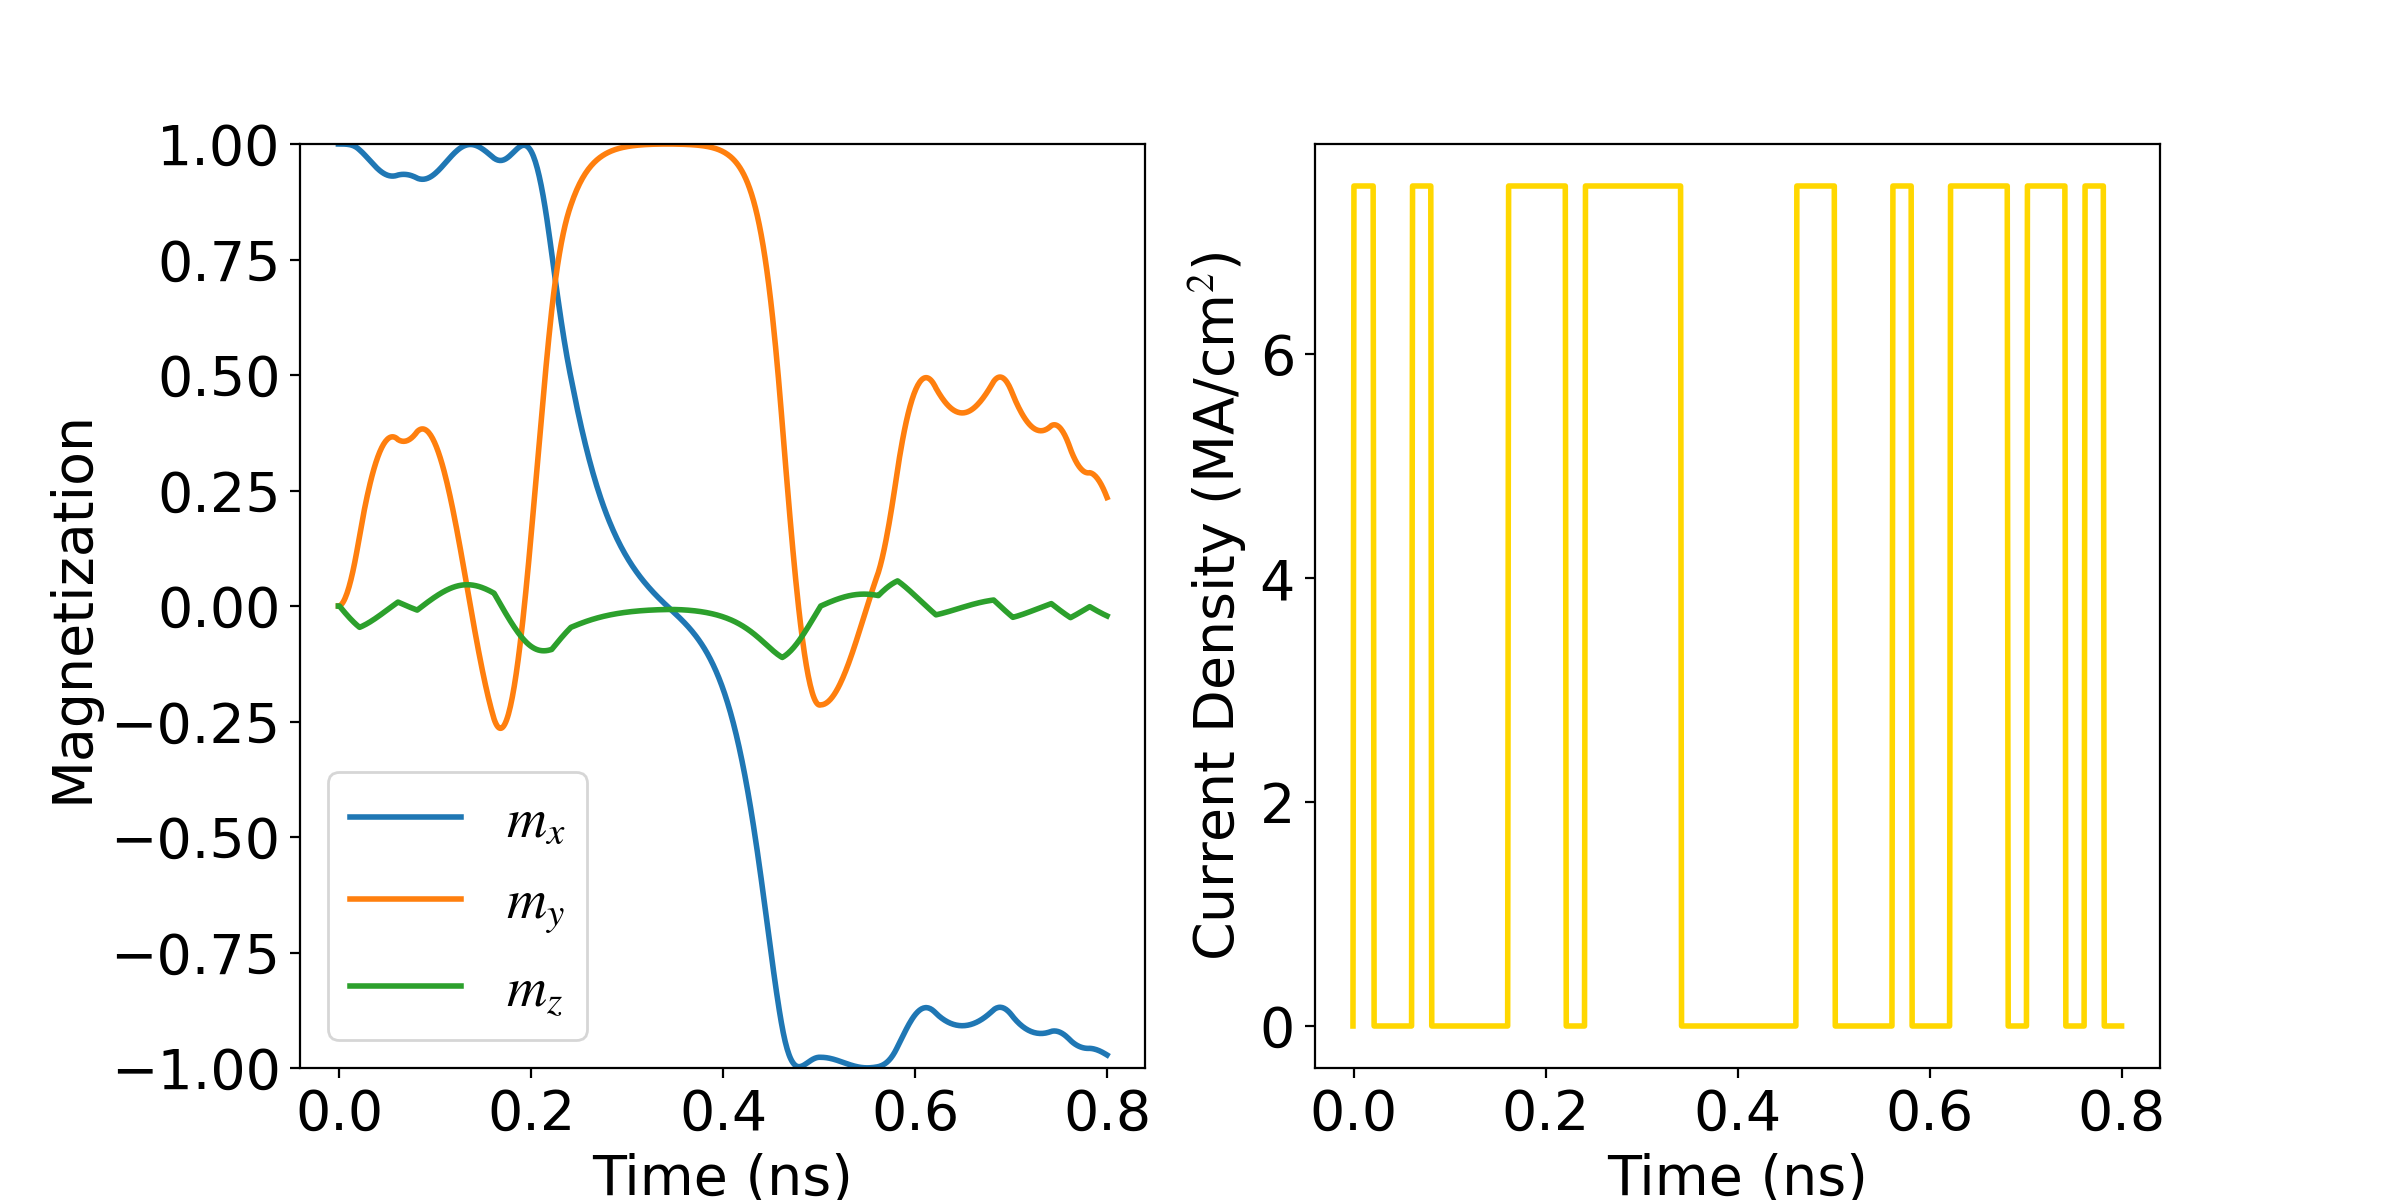 Magnetization
1.00
0.75
0.50
0.25
0.00
−0.25
−0.50
−0.75
−1.00
m_x
m_y
m_z
0.0 0.2 0.4 0.6 0.8
Time (ns)
Current Density (MA/cm²)
6
4
2
0
0.0 0.2 0.4 0.6 0.8
Time (ns)